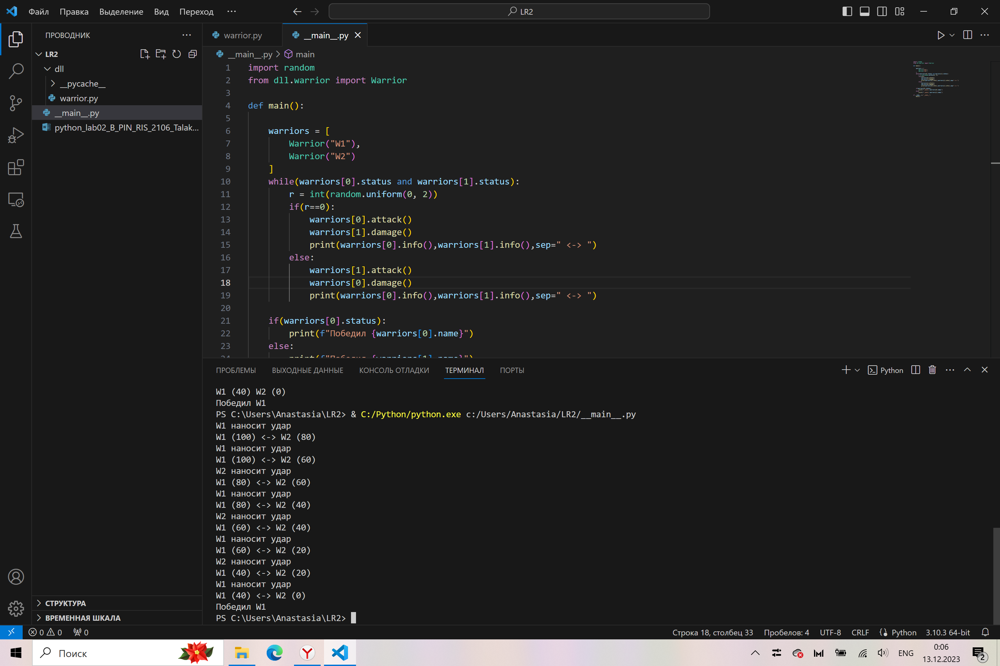 Файл Правка Выделение Вид Переход ··· LR2
ПРОВОДНИК ···
warrior.py
__main__.py
LR2
dll
__pycache__
warrior.py
__main__.py
python_lab02_B_PIN_RIS_2106_Talak...
СТРУКТУРА
ВРЕМЕННАЯ ШКАЛА
__main__.py > main
1 import random
2 from dll.warrior import Warrior
3
4 def main():
5
6 warriors = [
7 Warrior("W1"),
8 Warrior("W2")
9 ]
10 while(warriors[0].status and warriors[1].status):
11 r = int(random.uniform(0, 2))
12 if(r==0):
13 warriors[0].attack()
14 warriors[1].damage()
15 print(warriors[0].info(),warriors[1].info(),sep=" <-> ")
16 else:
17 warriors[1].attack()
18 warriors[0].damage()
19 print(warriors[0].info(),warriors[1].info(),sep=" <-> ")
20
21 if(warriors[0].status):
22 print(f"Победил {warriors[0].name}")
23 else:
24 print(f"Победил {warriors[1].name}")
ПРОБЛЕМЫ ВЫХОДНЫЕ ДАННЫЕ КОНСОЛЬ ОТЛАДКИ ТЕРМИНАЛ ПОРТЫ Python
W1 (40) W2 (0)
Победил W1
PS C:\Users\Anastasia\LR2> & C:/Python/python.exe c:/Users/Anastasia/LR2/__main__.py
W1 наносит удар
W1 (100) <-> W2 (80)
W1 наносит удар
W1 (100) <-> W2 (60)
W2 наносит удар
W1 (80) <-> W2 (60)
W1 наносит удар
W1 (80) <-> W2 (40)
W2 наносит удар
W1 (60) <-> W2 (40)
W1 наносит удар
W1 (60) <-> W2 (20)
W2 наносит удар
W1 (40) <-> W2 (20)
W1 наносит удар
W1 (40) <-> W2 (0)
Победил W1
PS C:\Users\Anastasia\LR2>
0 0 0 Строка 18, столбец 33 Пробелов: 4 UTF-8 CRLF Python 3.10.3 64-bit
Поиск
ENG
0:06
13.12.2023
2